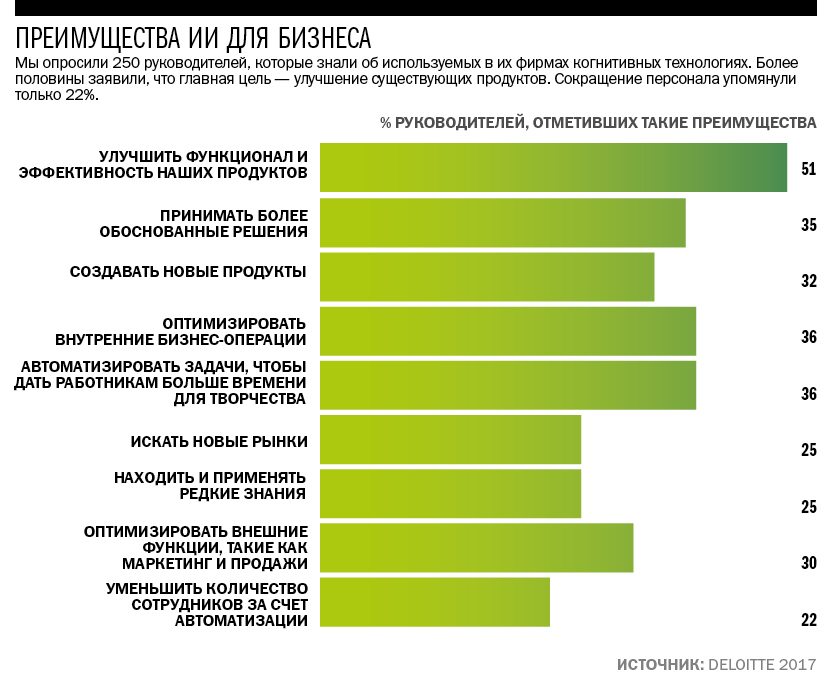 ПРЕИМУЩЕСТВА ИИ ДЛЯ БИЗНЕСА
Мы опросили 250 руководителей, которые знали об используемых в их фирмах когнитивных технологиях. Более
половины заявили, что главная цель — улучшение существующих продуктов. Сокращение персонала упомянули
только 22%.
% РУКОВОДИТЕЛЕЙ, ОТМЕТИВШИХ ТАКИЕ ПРЕИМУЩЕСТВА
УЛУЧШИТЬ ФУНКЦИОНАЛ И
ЭФФЕКТИВНОСТЬ НАШИХ ПРОДУКТОВ
51
ПРИНИМАТЬ БОЛЕЕ
ОБОСНОВАННЫЕ РЕШЕНИЯ
35
СОЗДАВАТЬ НОВЫЕ ПРОДУКТЫ
32
ОПТИМИЗИРОВАТЬ
ВНУТРЕННИЕ БИЗНЕС-ОПЕРАЦИИ
36
АВТОМАТИЗИРОВАТЬ ЗАДАЧИ, ЧТОБЫ
ДАТЬ РАБОТНИКАМ БОЛЬШЕ ВРЕМЕНИ
ДЛЯ ТВОРЧЕСТВА
36
ИСКАТЬ НОВЫЕ РЫНКИ
25
НАХОДИТЬ И ПРИМЕНЯТЬ
РЕДКИЕ ЗНАНИЯ
25
ОПТИМИЗИРОВАТЬ ВНЕШНИЕ
ФУНКЦИИ, ТАКИЕ КАК
МАРКЕТИНГ И ПРОДАЖИ
30
УМЕНЬШИТЬ КОЛИЧЕСТВО
СОТРУДНИКОВ ЗА СЧЕТ
АВТОМАТИЗАЦИИ
22
ИСТОЧНИК: DELOITTE 2017